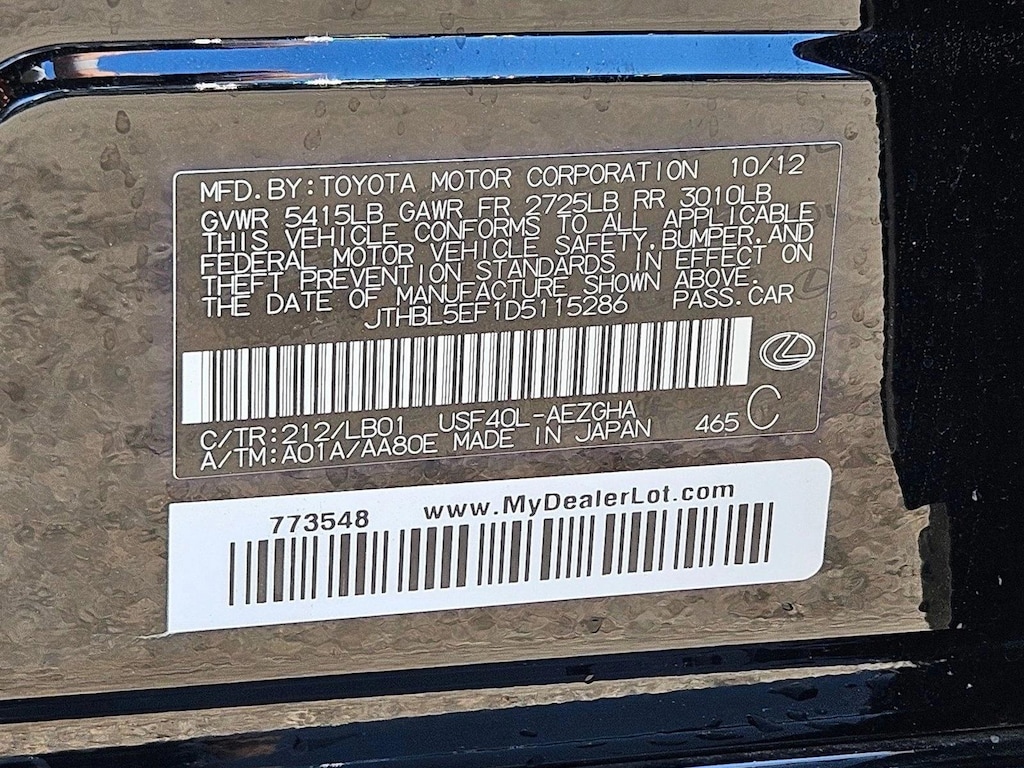 MFD. BY: TOYOTA MOTOR CORPORATION 10/12
GVWR 5415LB GAWR FR 2725LB RR 3010LB
THIS VEHICLE CONFORMS TO ALL APPLICABLE
FEDERAL MOTOR VEHICLE SAFETY, BUMPER, AND
THEFT PREVENTION STANDARDS IN EFFECT ON
THE DATE OF MANUFACTURE SHOWN ABOVE.
JTHBL5EF1D5115286 PASS. CAR
C/TR: 212/LB01 USF40L-AEZGHA 465 C
A/TM: A01A/AA80E MADE IN JAPAN
773548 www.MyDealerLot.com